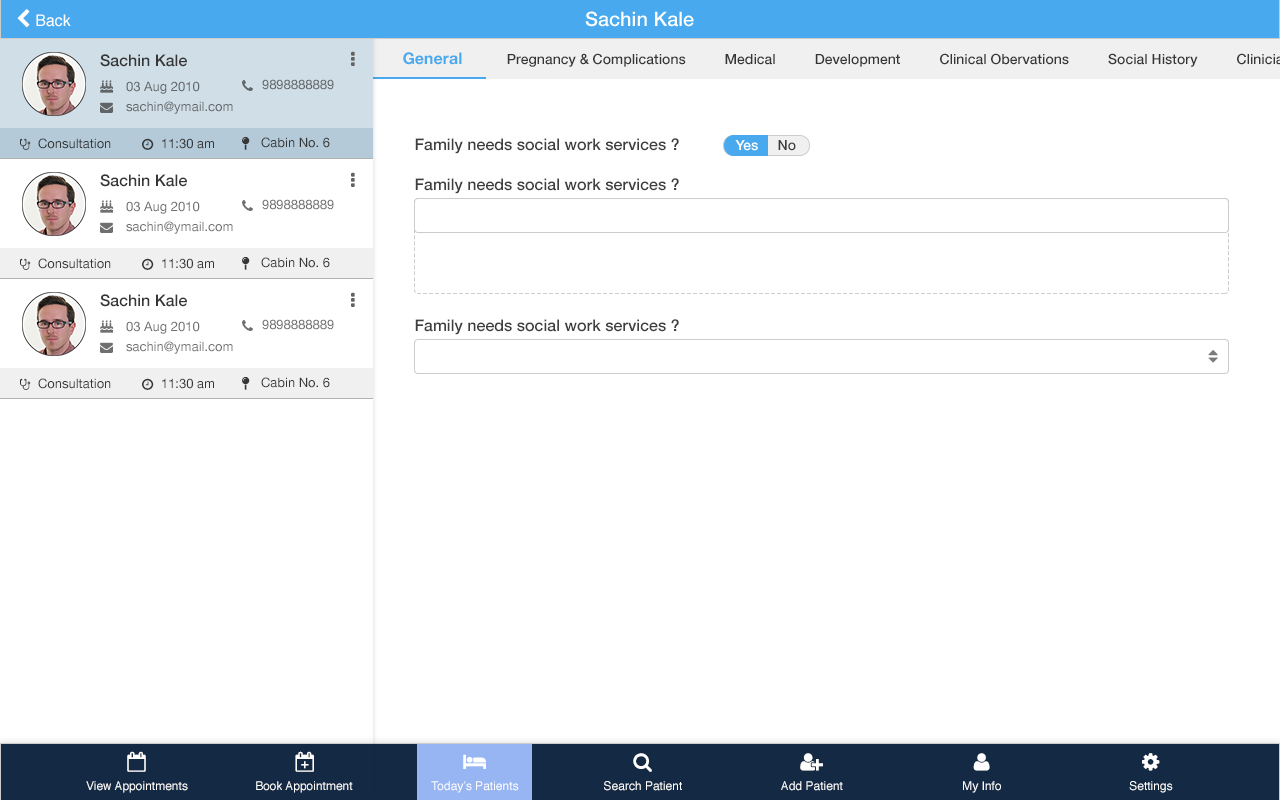 Back
Sachin Kale
Sachin Kale
03 Aug 2010 9898888889
sachin@ymail.com
Consultation 11:30 am Cabin No. 6
Sachin Kale
03 Aug 2010 9898888889
sachin@ymail.com
Consultation 11:30 am Cabin No. 6
Sachin Kale
03 Aug 2010 9898888889
sachin@ymail.com
Consultation 11:30 am Cabin No. 6
General Pregnancy & Complications Medical Development Clinical Obervations Social History Clinicia
Family needs social work services ? Yes No
Family needs social work services ?
Family needs social work services ?
View Appointments Book Appointment Today's Patients Search Patient Add Patient My Info Settings